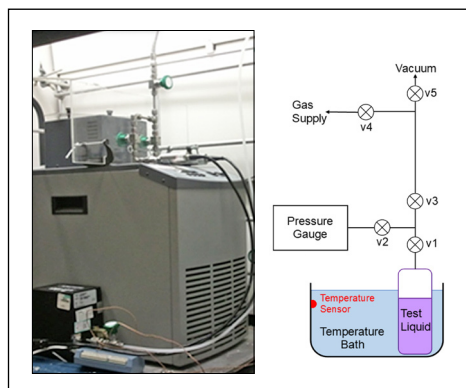 Vacuum
v5
Gas
Supply
v4
v3
Pressure
Gauge
v2
v1
Temperature
Sensor
Test
Liquid
Temperature
Bath